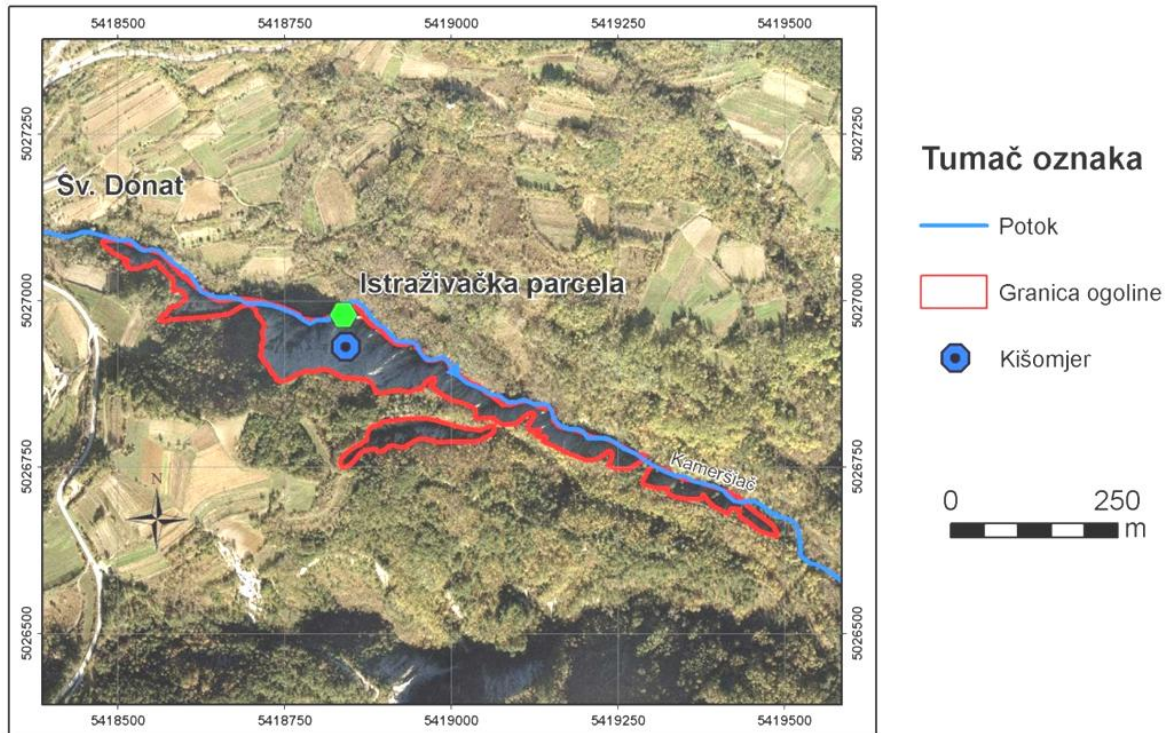 5418500 5418750 5419000 5419250 5419500
5027250 5027250
Sv. Donat
Istraživačka parcela
5027000 5027000
Kameršiač
5026750 5026750
N
5026500 5026500
5418500 5418750 5419000 5419250 5419500
Tumač oznaka
Potok
Granica ogoline
Kišomjer
0 250
m